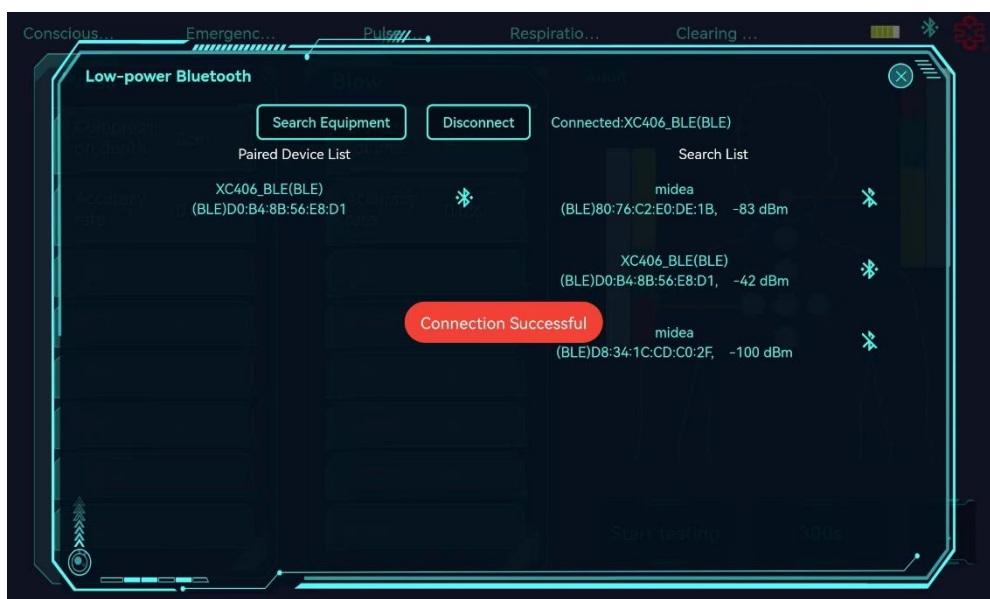 Conscious... Emergenc... Pulse... Respiratio... Clearing ...
Low-power Bluetooth
Search Equipment Disconnect Connected:XC406_BLE(BLE)
Paired Device List Search List
XC406_BLE(BLE)
(BLE)D0:B4:8B:56:E8:D1
midea
(BLE)80:76:C2:E0:DE:1B, -83 dBm
XC406_BLE(BLE)
(BLE)D0:B4:8B:56:E8:D1, -42 dBm
Connection Successful
midea
(BLE)D8:34:1C:CD:C0:2F, -100 dBm
Start testing 300s